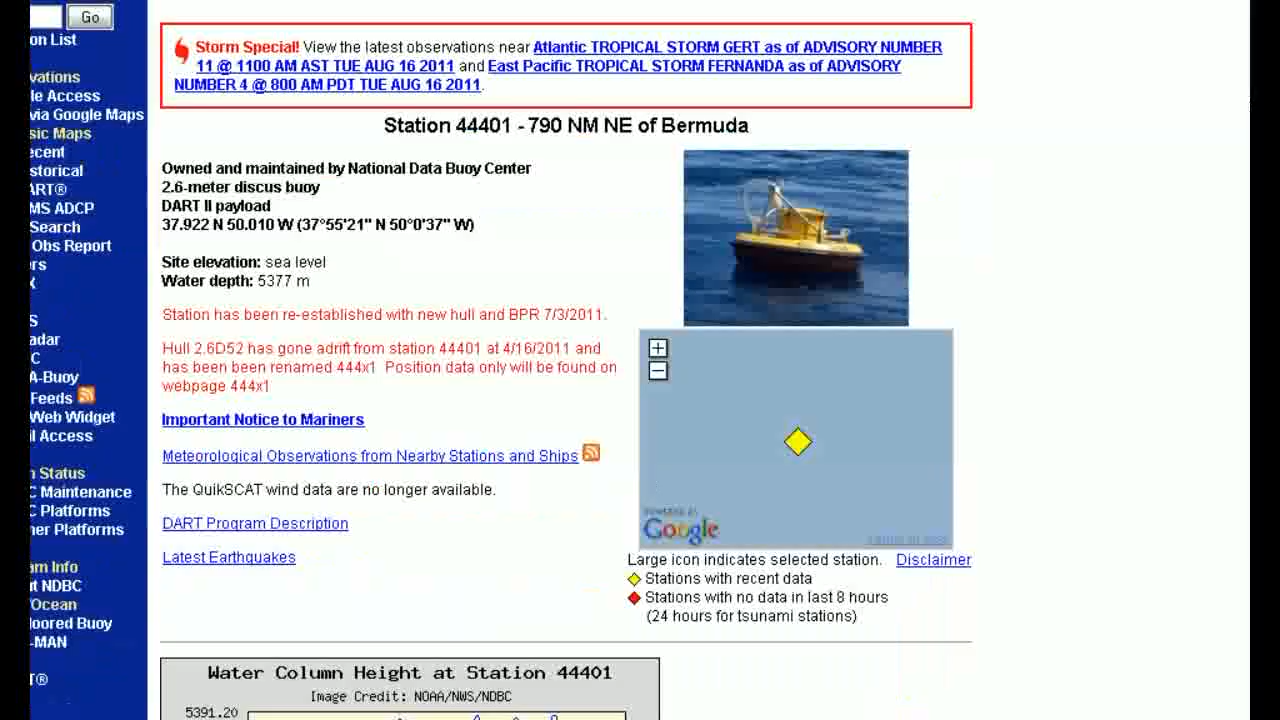 Go
on List
vations
le Access
via Google Maps
sic Maps
ecent
storical
ART®
MS ADCP
Search
Obs Report
ers
X
S
adar
C
A-Buoy
Feeds
Web Widget
il Access
n Status
C Maintenance
C Platforms
her Platforms
am Info
ut NDBC
'Ocean
loored Buoy
-MAN
T®
Storm Special! View the latest observations near Atlantic TROPICAL STORM GERT as of ADVISORY NUMBER
11 @ 1100 AM AST TUE AUG 16 2011 and East Pacific TROPICAL STORM FERNANDA as of ADVISORY
NUMBER 4 @ 800 AM PDT TUE AUG 16 2011.
Station 44401 - 790 NM NE of Bermuda
Owned and maintained by National Data Buoy Center
2.6-meter discus buoy
DART II payload
37.922 N 50.010 W (37°55'21" N 50°0'37" W)
Site elevation: sea level
Water depth: 5377 m
Station has been re-established with new hull and BPR 7/3/2011.
Hull 2.6D52 has gone adrift from station 44401 at 4/16/2011 and
has been been renamed 444x1 Position data only will be found on
webpage 444x1
Important Notice to Mariners
Meteorological Observations from Nearby Stations and Ships
The QuikSCAT wind data are no longer available.
DART Program Description
Latest Earthquakes
+
−
POWERED BY
Google
Large icon indicates selected station. Disclaimer
Stations with recent data
Stations with no data in last 8 hours
(24 hours for tsunami stations)
Water Column Height at Station 44401
Image Credit: NOAA/NWS/NDBC
5391.20